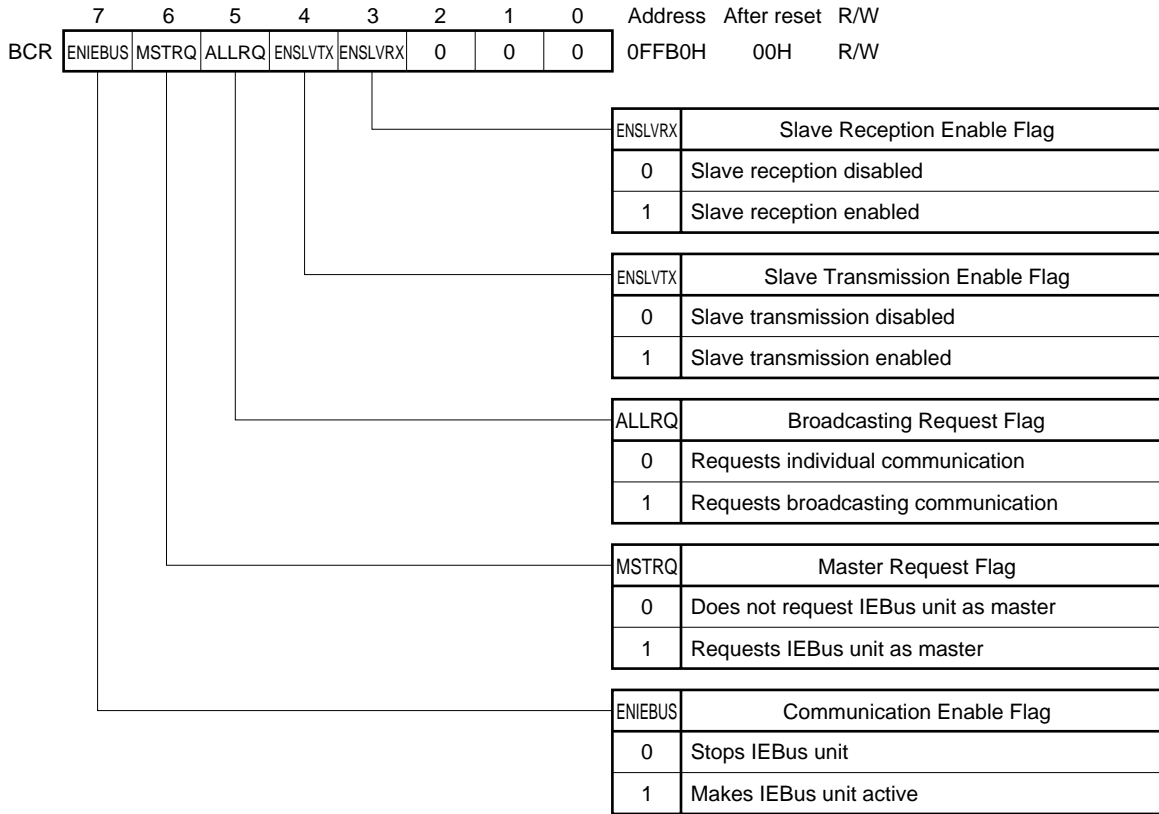 7 6 5 4 3 2 1 0 Address After reset R/W
BCR ENIEBUS MSTRQ ALLRQ ENSLVTX ENSLVRX 0 0 0 0FFB0H 00H R/W
ENSLVRX Slave Reception Enable Flag
0 Slave reception disabled
1 Slave reception enabled
ENSLVTX Slave Transmission Enable Flag
0 Slave transmission disabled
1 Slave transmission enabled
ALLRQ Broadcasting Request Flag
0 Requests individual communication
1 Requests broadcasting communication
MSTRQ Master Request Flag
0 Does not request IEBus unit as master
1 Requests IEBus unit as master
ENIEBUS Communication Enable Flag
0 Stops IEBus unit
1 Makes IEBus unit active